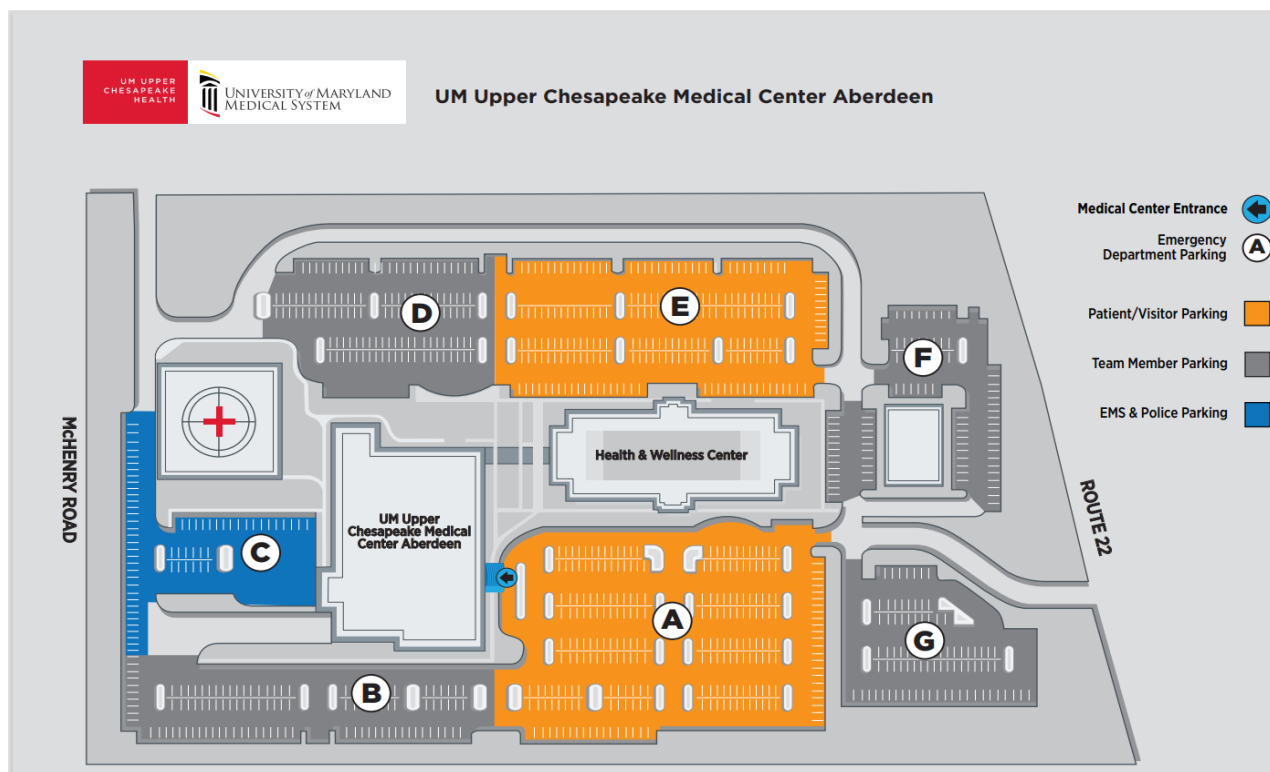 UM UPPER
CHESAPEAKE
HEALTH
UNIVERSITY of MARYLAND
MEDICAL SYSTEM
UM Upper Chesapeake Medical Center Aberdeen
Medical Center Entrance
Emergency
Department Parking
A
Patient/Visitor Parking
Team Member Parking
EMS & Police Parking
D
E
F
McHENRY ROAD
Health & Wellness Center
ROUTE 22
UM Upper
Chesapeake Medical
Center Aberdeen
C
A
G
B